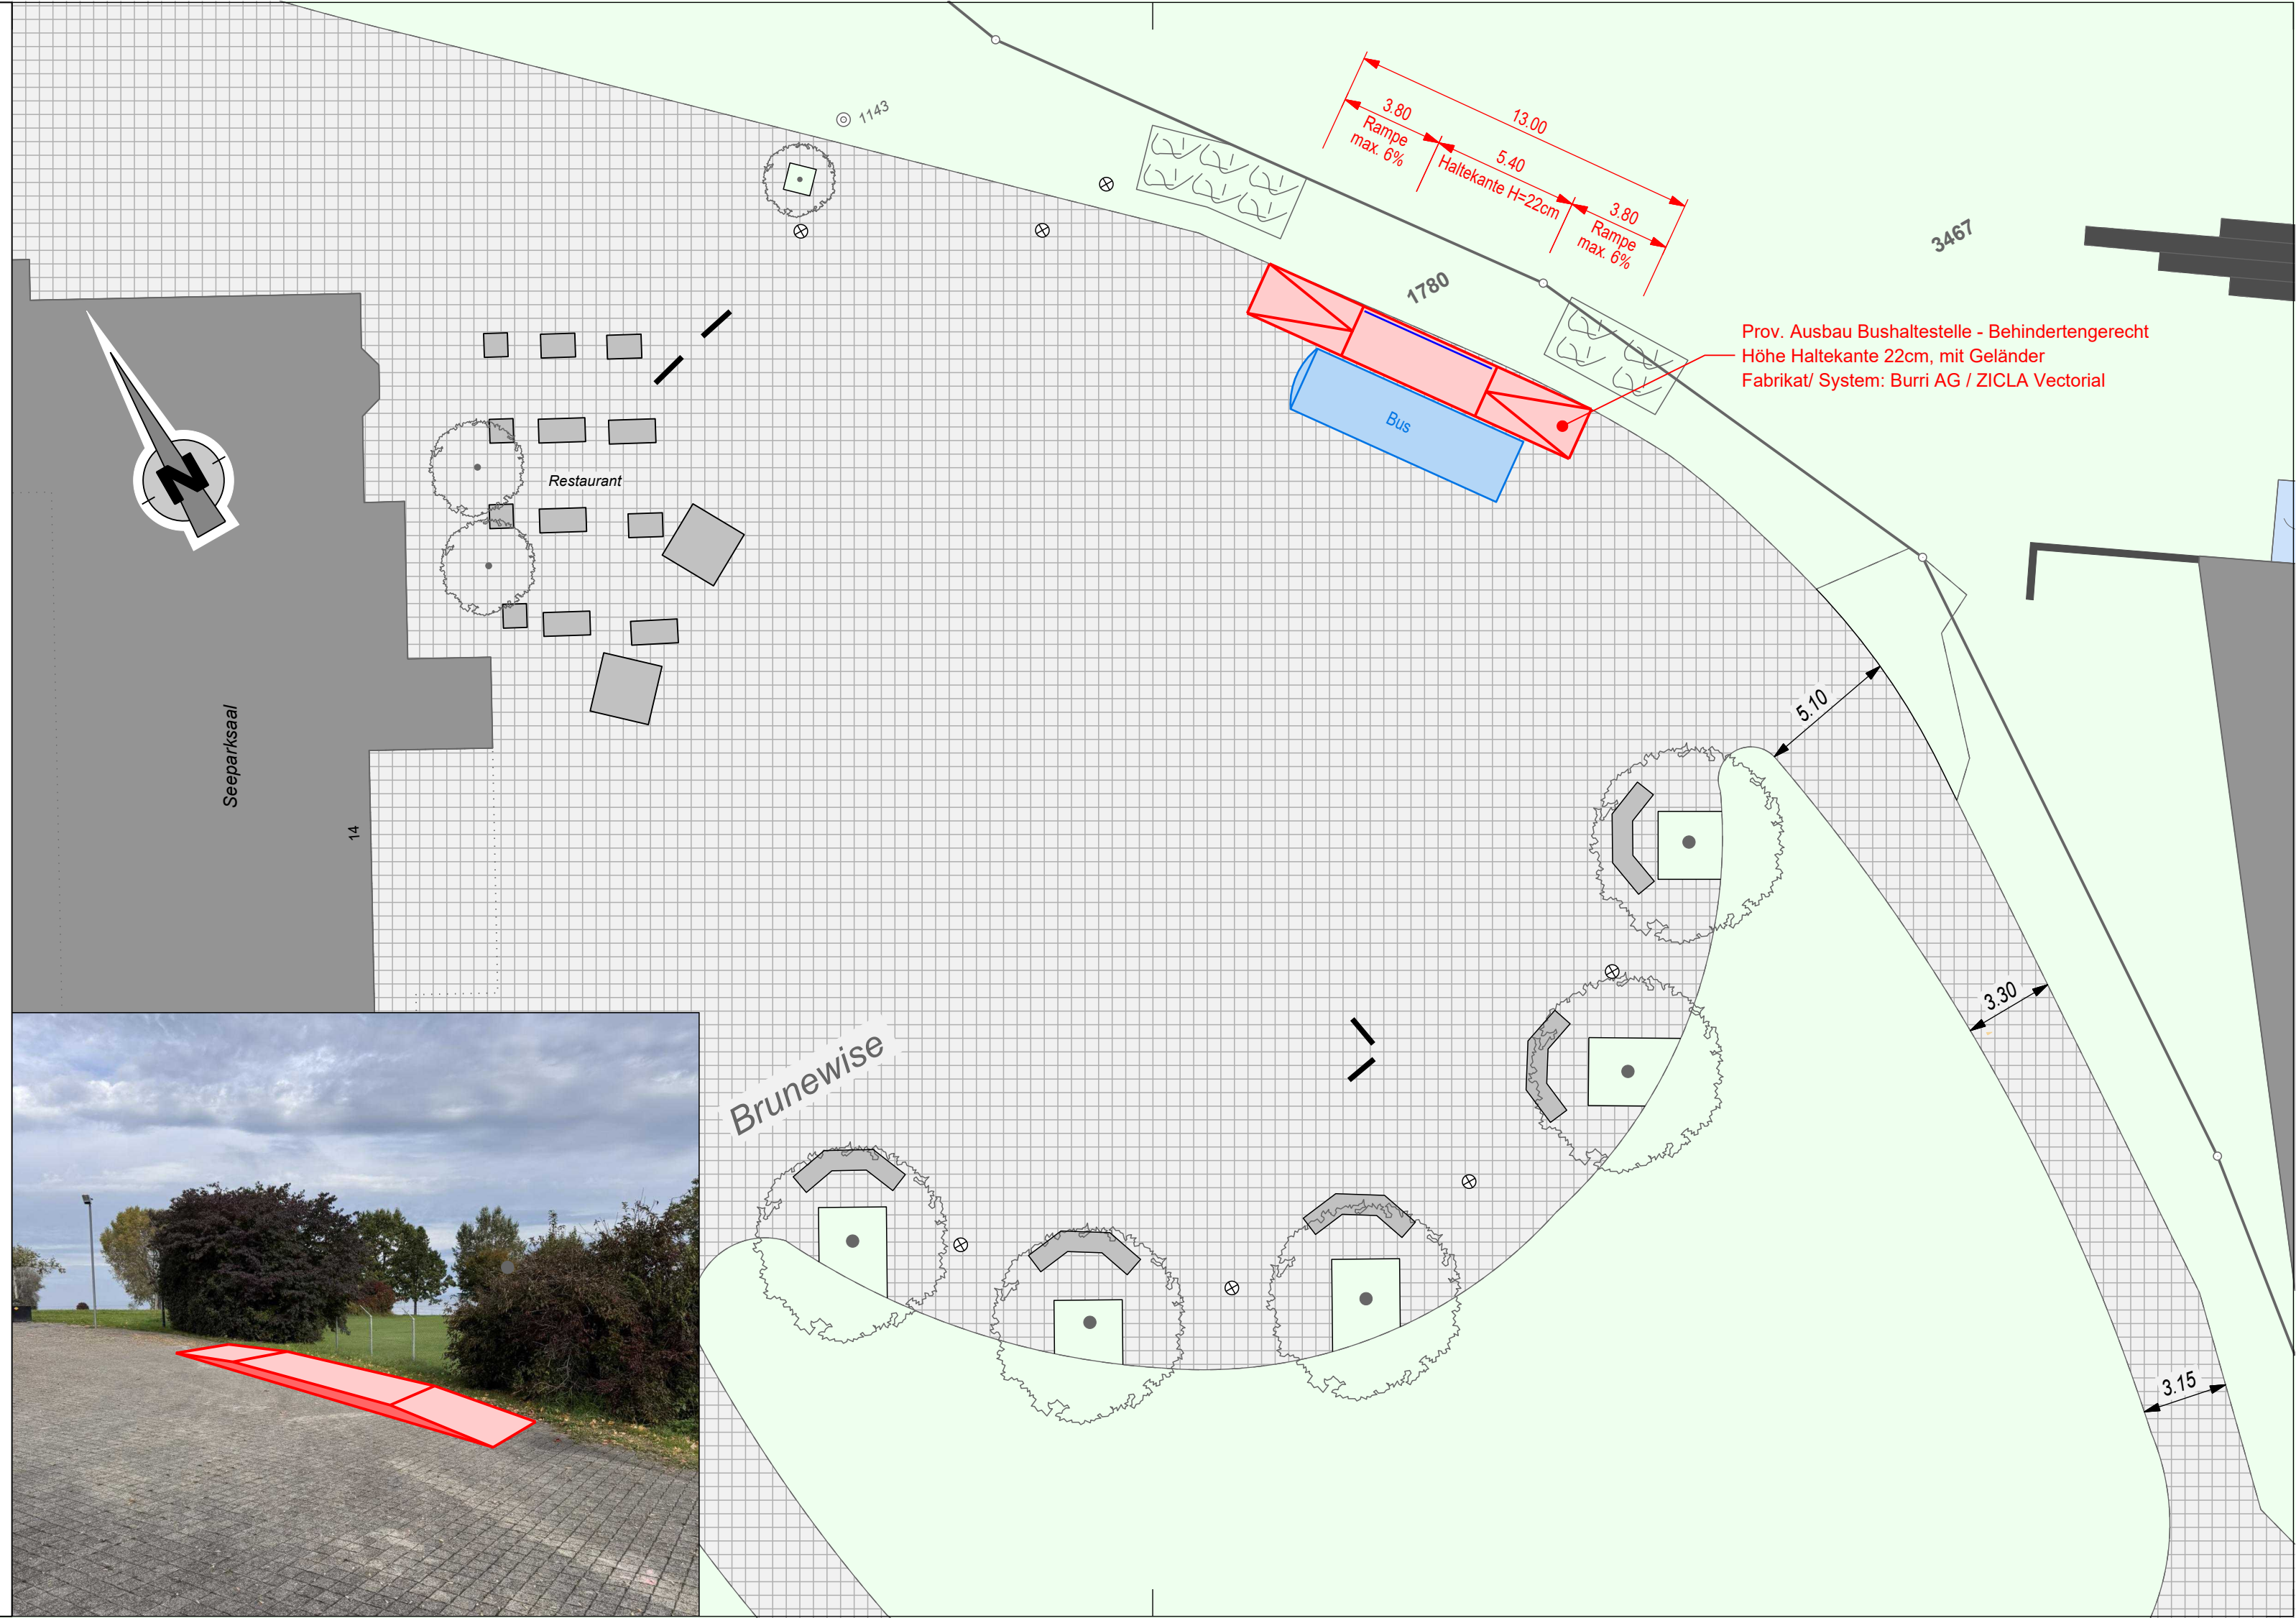 1143
13.00
3.80
Rampe
max. 6%
5.40
Haltekante H=22cm
3.80
Rampe
max. 6%
1780
3467
Prov. Ausbau Bushaltestelle - Behindertengerecht
Höhe Haltekante 22cm, mit Geländer
Fabrikat/ System: Burri AG / ZICLA Vectorial
Bus
N
Restaurant
Seeparksaal
14
5.10
3.30
Brunewise
3.15